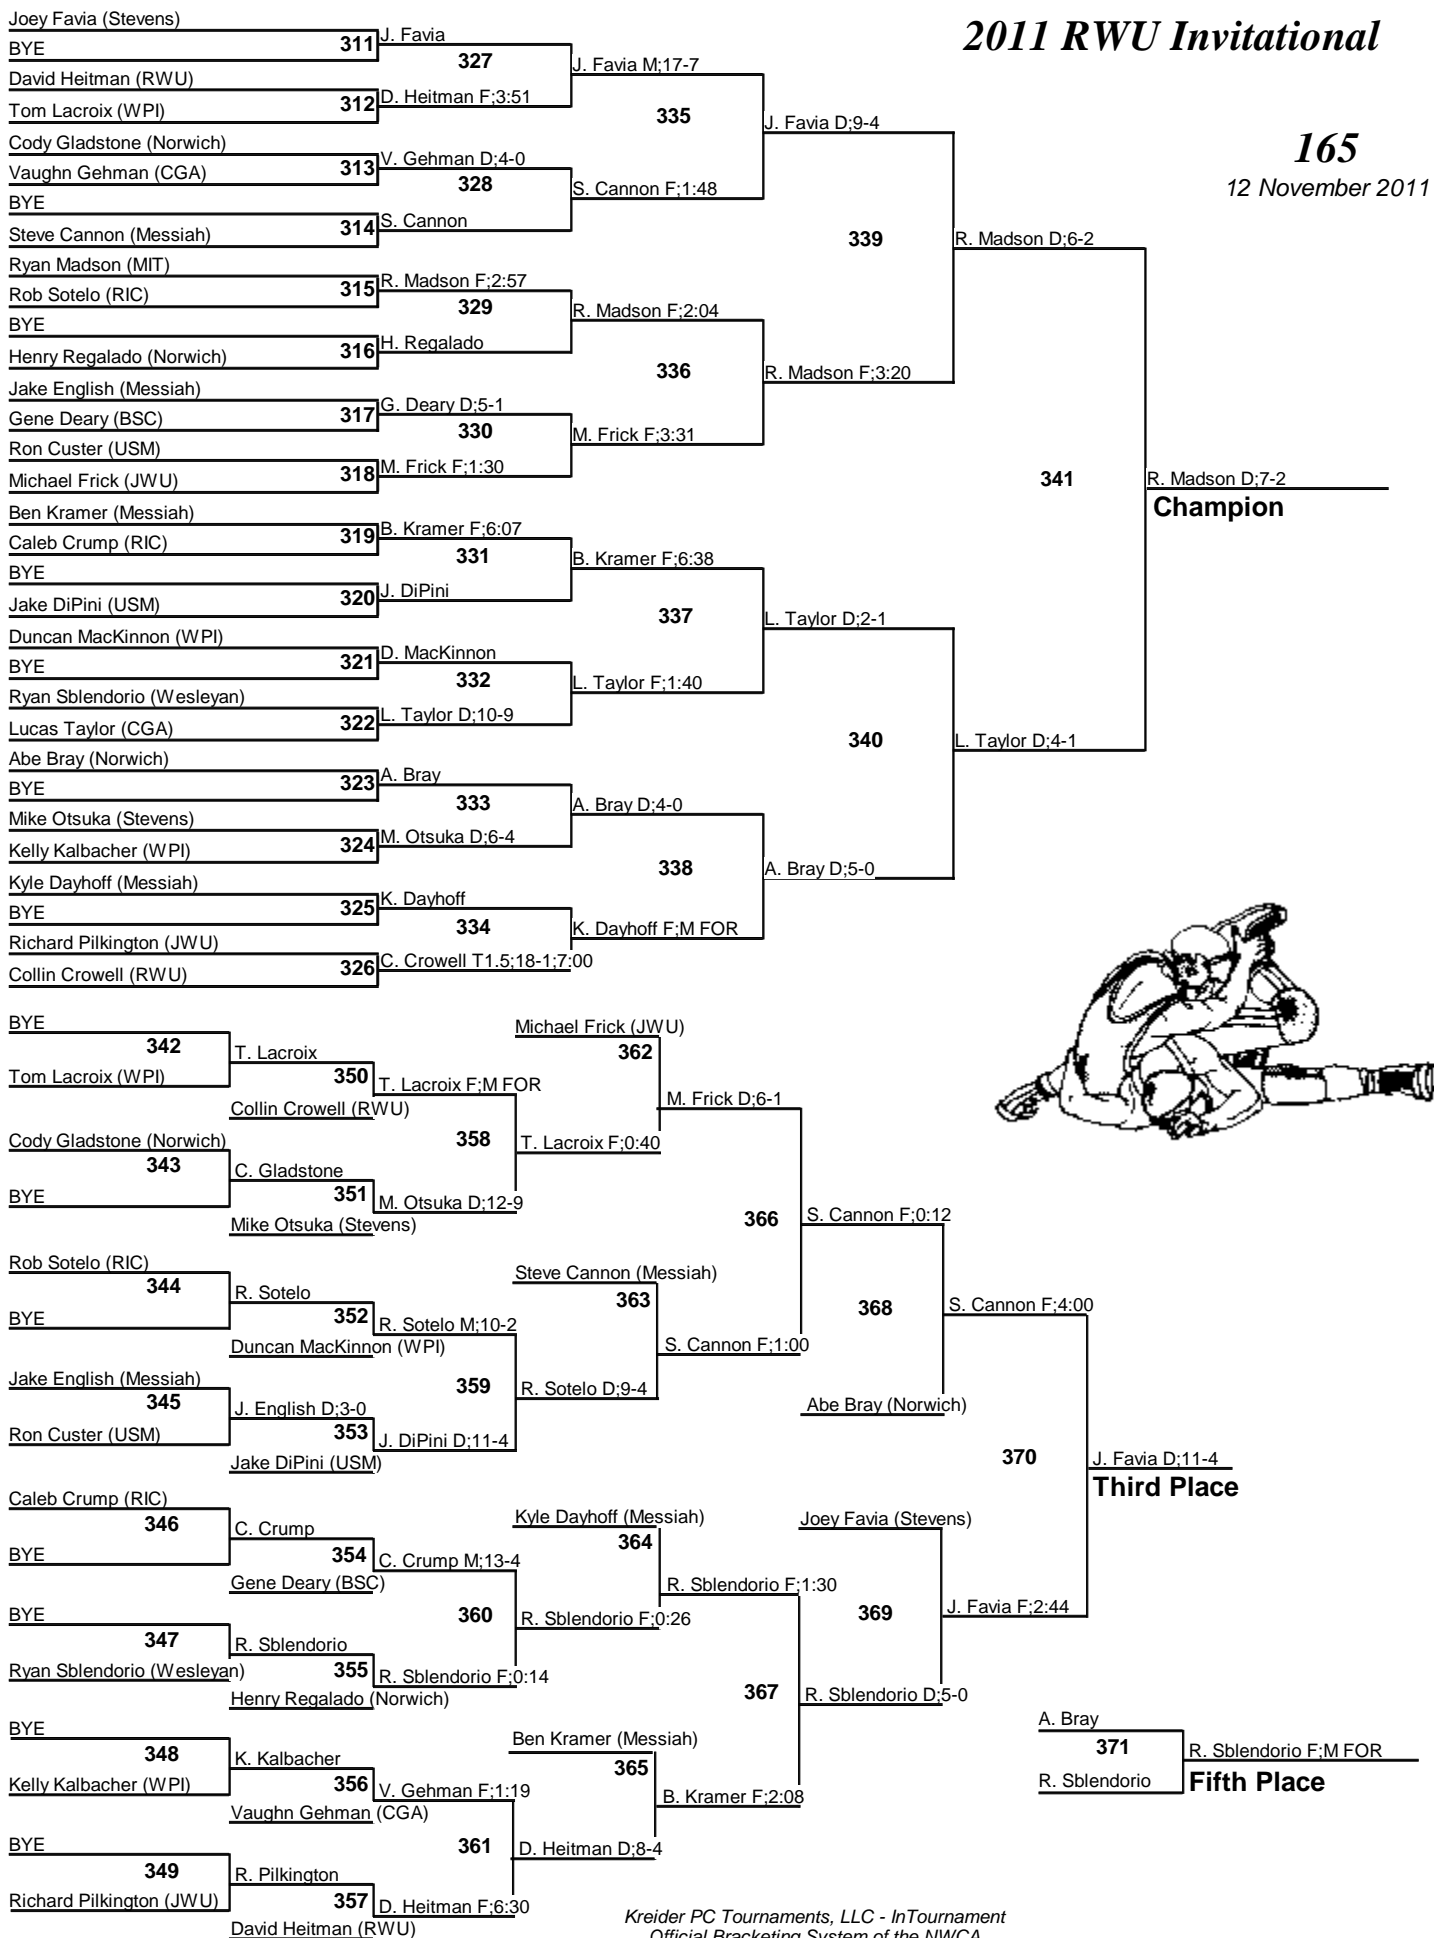 2011 RWU Invitational
165
12 November 2011
Joey Favia (Stevens)
BYE
311
J. Favia
327
David Heitman (RWU)
Tom Lacroix (WPI)
312
D. Heitman F;3:51
J. Favia M;17-7
335
Cody Gladstone (Norwich)
Vaughn Gehman (CGA)
313
V. Gehman D;4-0
328
BYE
Steve Cannon (Messiah)
314
S. Cannon
S. Cannon F;1:48
J. Favia D;9-4
339
Ryan Madson (MIT)
Rob Sotelo (RIC)
315
R. Madson F;2:57
329
BYE
Henry Regalado (Norwich)
316
H. Regalado
R. Madson F;2:04
336
Jake English (Messiah)
Gene Deary (BSC)
317
G. Deary D;5-1
330
Ron Custer (USM)
Michael Frick (JWU)
318
M. Frick F;1:30
M. Frick F;3:31
R. Madson F;3:20
R. Madson D;6-2
341
R. Madson D;7-2
Champion
Ben Kramer (Messiah)
Caleb Crump (RIC)
319
B. Kramer F;6:07
331
BYE
Jake DiPini (USM)
320
J. DiPini
B. Kramer F;6:38
337
Duncan MacKinnon (WPI)
BYE
321
D. MacKinnon
332
Ryan Sblendorio (Wesleyan)
Lucas Taylor (CGA)
322
L. Taylor D;10-9
L. Taylor F;1:40
L. Taylor D;2-1
340
L. Taylor D;4-1
Abe Bray (Norwich)
BYE
323
A. Bray
333
Mike Otsuka (Stevens)
Kelly Kalbacher (WPI)
324
M. Otsuka D;6-4
A. Bray D;4-0
338
A. Bray D;5-0
Kyle Dayhoff (Messiah)
BYE
325
K. Dayhoff
334
Richard Pilkington (JWU)
Collin Crowell (RWU)
326
C. Crowell T1.5;18-1;7:00
K. Dayhoff F;M FOR
BYE
342
Tom Lacroix (WPI)
T. Lacroix
350
Collin Crowell (RWU)
T. Lacroix F;M FOR
358
Cody Gladstone (Norwich)
343
BYE
C. Gladstone
351
Mike Otsuka (Stevens)
M. Otsuka D;12-9
Michael Frick (JWU)
362
T. Lacroix F;0:40
M. Frick D;6-1
366
Rob Sotelo (RIC)
344
BYE
R. Sotelo
352
Duncan MacKinnon (WPI)
R. Sotelo M;10-2
359
Jake English (Messiah)
345
Ron Custer (USM)
J. English D;3-0
353
Jake DiPini (USM)
J. DiPini D;11-4
Steve Cannon (Messiah)
363
R. Sotelo D;9-4
S. Cannon F;1:00
S. Cannon F;0:12
368
Abe Bray (Norwich)
S. Cannon F;4:00
370
J. Favia D;11-4
Third Place
Caleb Crump (RIC)
346
BYE
C. Crump
354
Gene Deary (BSC)
C. Crump M;13-4
360
BYE
347
Ryan Sblendorio (Wesleyan)
R. Sblendorio
355
Henry Regalado (Norwich)
R. Sblendorio F;0:14
Kyle Dayhoff (Messiah)
364
R. Sblendorio F;0:26
R. Sblendorio F;1:30
367
Joey Favia (Stevens)
369
J. Favia F;2:44
R. Sblendorio D;5-0
BYE
348
Kelly Kalbacher (WPI)
K. Kalbacher
356
Vaughn Gehman (CGA)
V. Gehman F;1:19
361
BYE
349
Richard Pilkington (JWU)
R. Pilkington
357
David Heitman (RWU)
D. Heitman F;6:30
Ben Kramer (Messiah)
365
D. Heitman D;8-4
B. Kramer F;2:08
A. Bray
371
R. Sblendorio
R. Sblendorio F;M FOR
Fifth Place
Kreider PC Tournaments, LLC - InTournament
Official Bracketing System of the NWCA